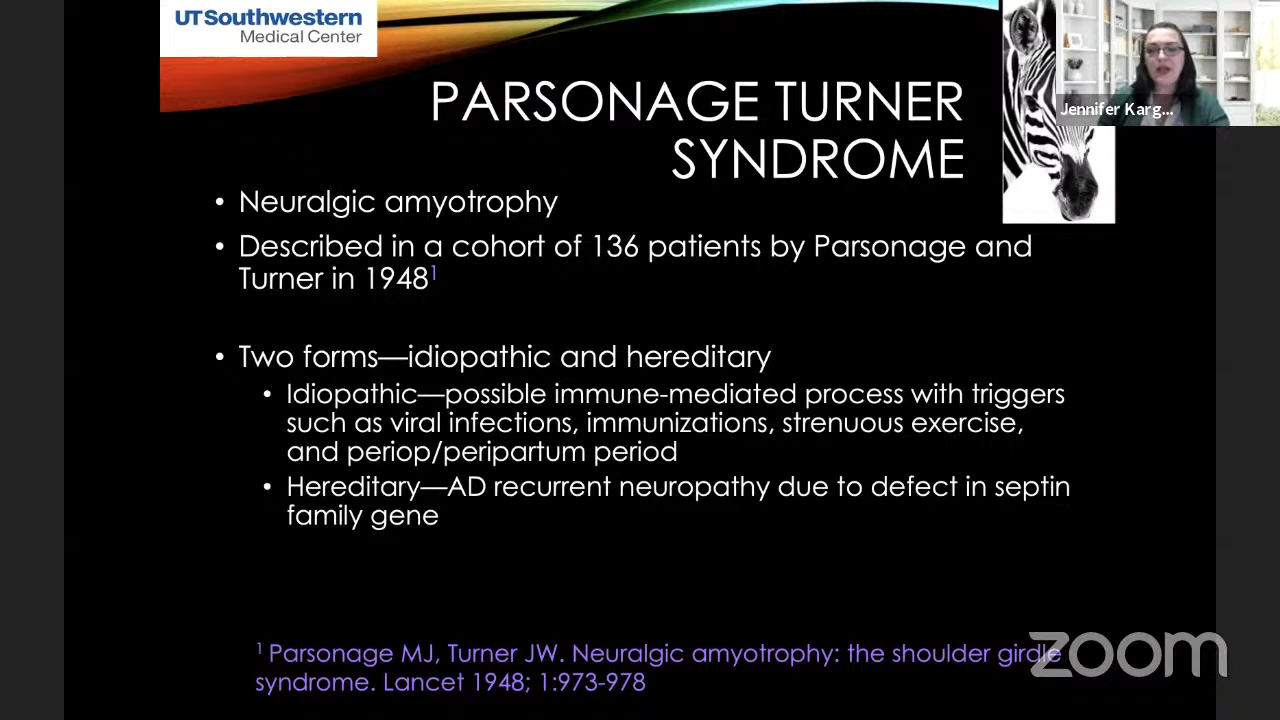 UTSouthwestern
Medical Center
Jennifer Karg...
PARSONAGE TURNER
SYNDROME
• Neuralgic amyotrophy
• Described in a cohort of 136 patients by Parsonage and
Turner in 1948¹
• Two forms—idiopathic and hereditary
• Idiopathic—possible immune-mediated process with triggers
such as viral infections, immunizations, strenuous exercise,
and periop/peripartum period
• Hereditary—AD recurrent neuropathy due to defect in septin
family gene
¹ Parsonage MJ, Turner JW. Neuralgic amyotrophy: the shoulder girdle
syndrome. Lancet 1948; 1:973-978
zoom